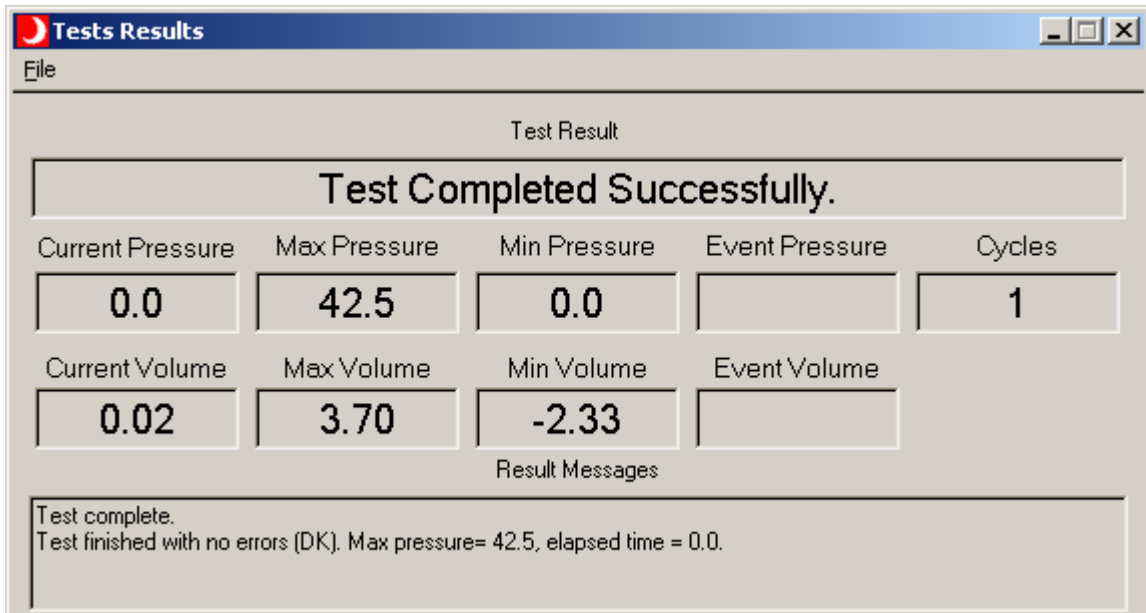 Tests Results
File
Test Result
Test Completed Successfully.
Current Pressure Max Pressure Min Pressure Event Pressure Cycles
0.0 42.5 0.0 1
Current Volume Max Volume Min Volume Event Volume
0.02 3.70 -2.33
Result Messages
Test complete.
Test finished with no errors (DK). Max pressure= 42.5, elapsed time = 0.0.